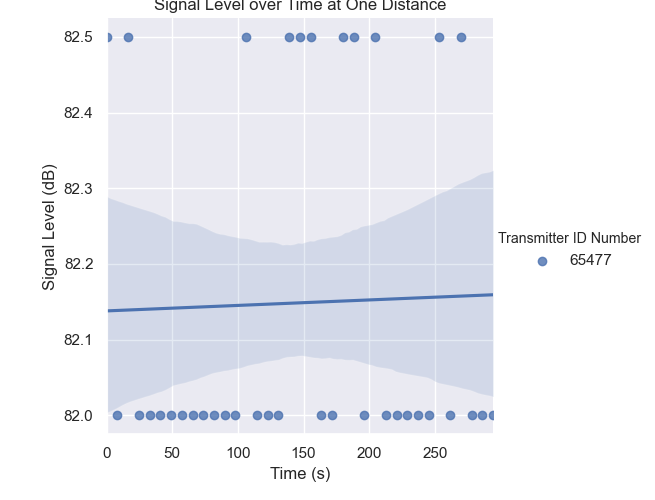 Signal Level over Time at One Distance
82.5
82.4
82.3
82.2
82.1
82.0
Signal Level (dB)
0 50 100 150 200 250
Time (s)
Transmitter ID Number
65477